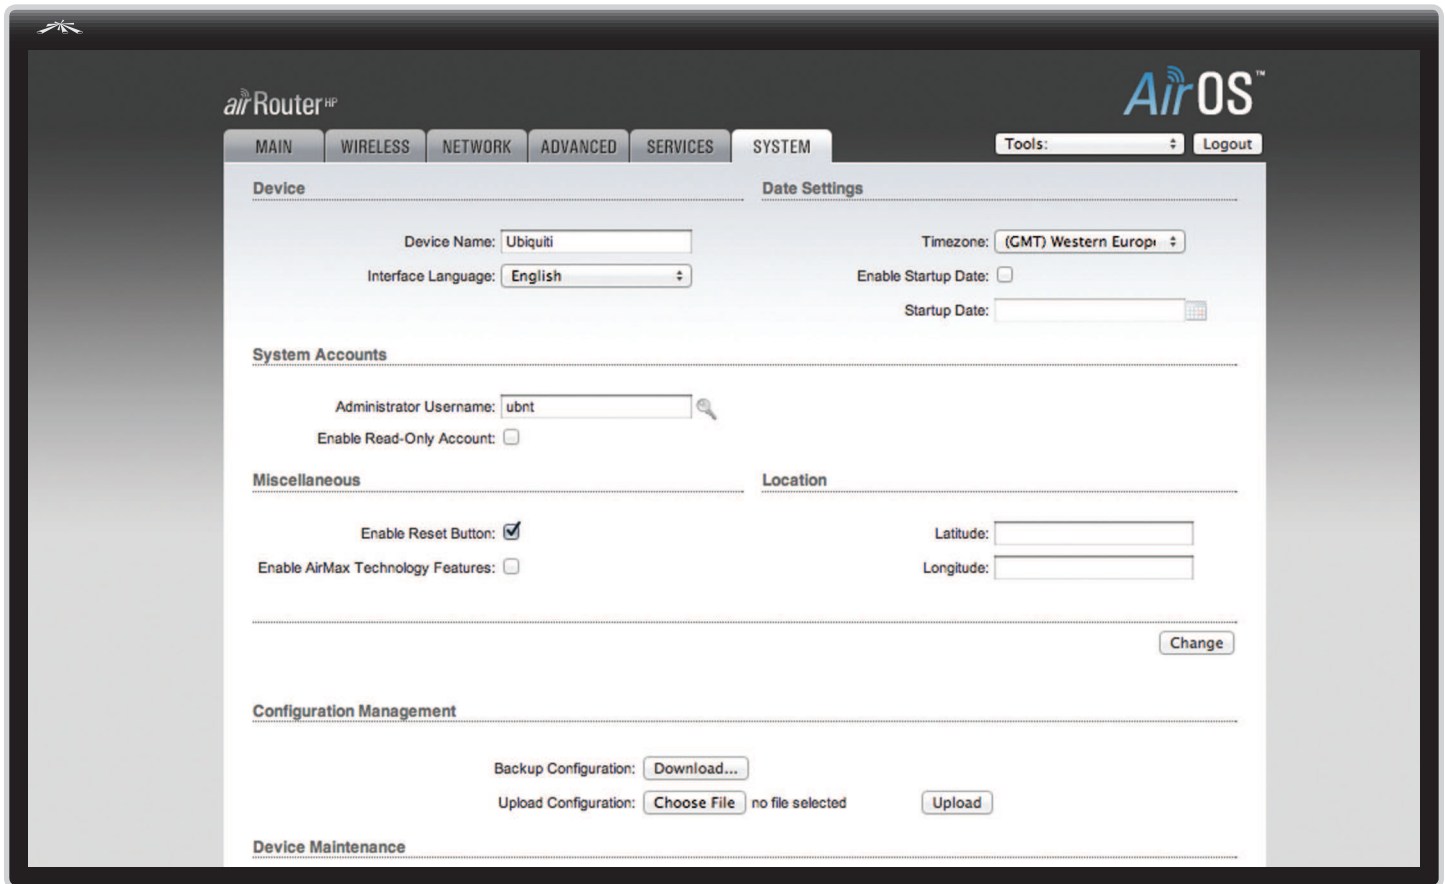 airRouter HP
AirOS™
MAIN WIRELESS NETWORK ADVANCED SERVICES SYSTEM Tools: Logout
Device Date Settings
Device Name: Ubiquiti Timezone: (GMT) Western Europ
Interface Language: English Enable Startup Date:
Startup Date:
System Accounts
Administrator Username: ubnt
Enable Read-Only Account:
Miscellaneous Location
Enable Reset Button: Latitude:
Enable AirMax Technology Features: Longitude:
Change
Configuration Management
Backup Configuration: Download...
Upload Configuration: Choose File no file selected Upload
Device Maintenance